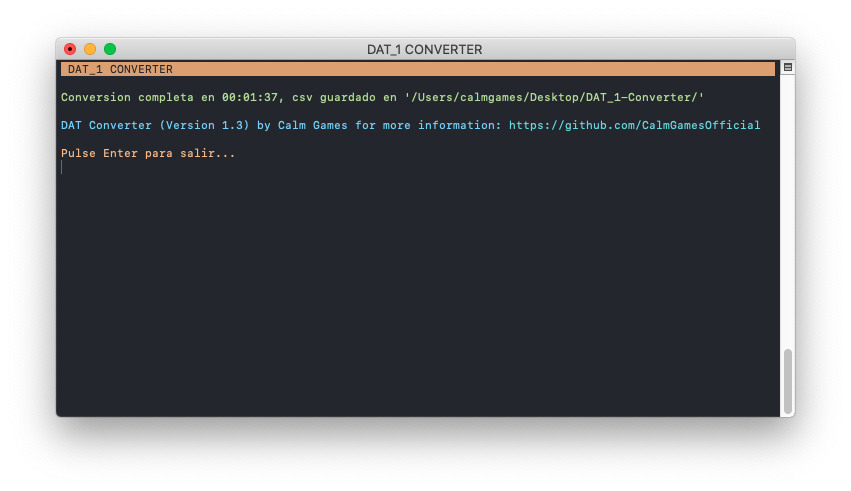 DAT_1 CONVERTER
DAT_1 CONVERTER
Conversion completa en 00:01:37, csv guardado en '/Users/calmgames/Desktop/DAT_1-Converter/'
DAT Converter (Version 1.3) by Calm Games for more information: https://github.com/CalmGamesOfficial
Pulse Enter para salir...